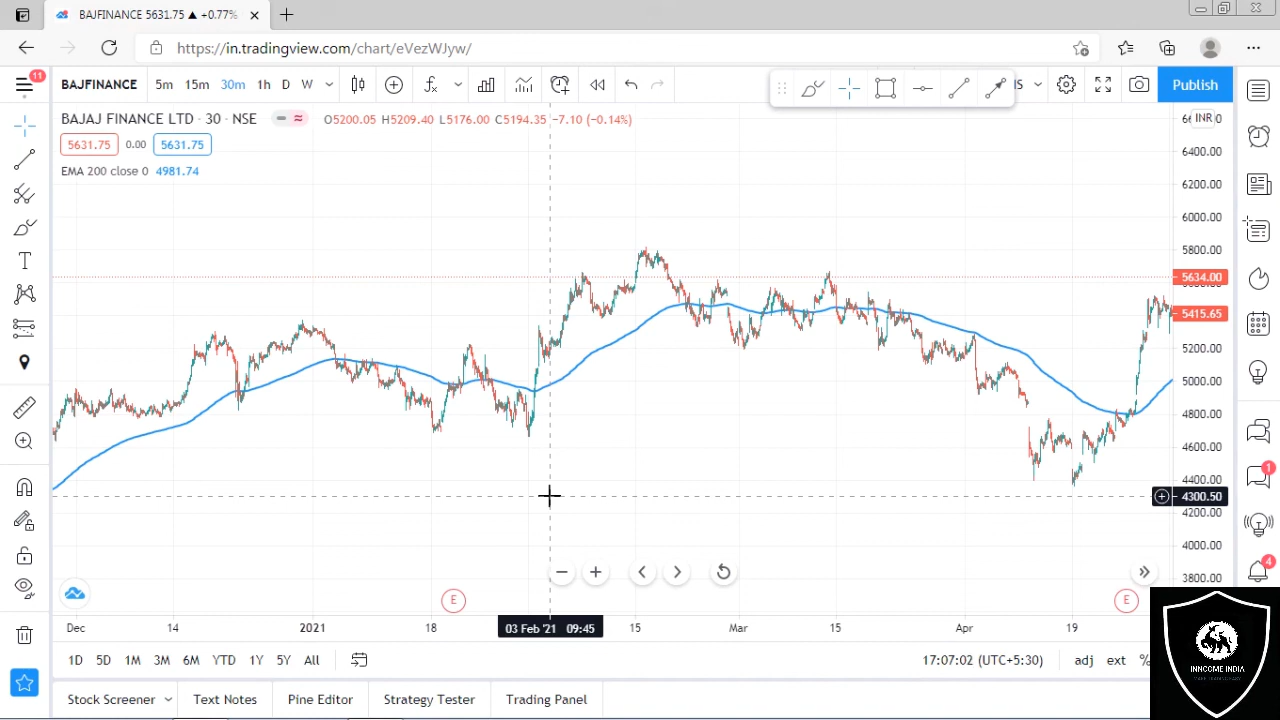 BAJFINANCE 5631.75 ▲ +0.77%
https://in.tradingview.com/chart/eVezWJyw/
11
BAJFINANCE 5m 15m 30m 1h D W
Publish
BAJAJ FINANCE LTD · 30 · NSE O5200.05 H5209.40 L5176.00 C5194.35 -7.10 (-0.14%)
INR
5631.75 0.00 5631.75
EMA 200 close 0 4981.74
6400.00
6200.00
6000.00
5800.00
5634.00
5415.65
5200.00
5000.00
4800.00
4600.00
4400.00
4300.50
4200.00
4000.00
3800.00
1
4
E E
Dec 14 2021 18 03 Feb '21 09:45 15 Mar 15 Apr 19
1D 5D 1M 3M 6M YTD 1Y 5Y All 17:07:02 (UTC+5:30) adj ext %
Stock Screener Text Notes Pine Editor Strategy Tester Trading Panel
INNCOME INDIA